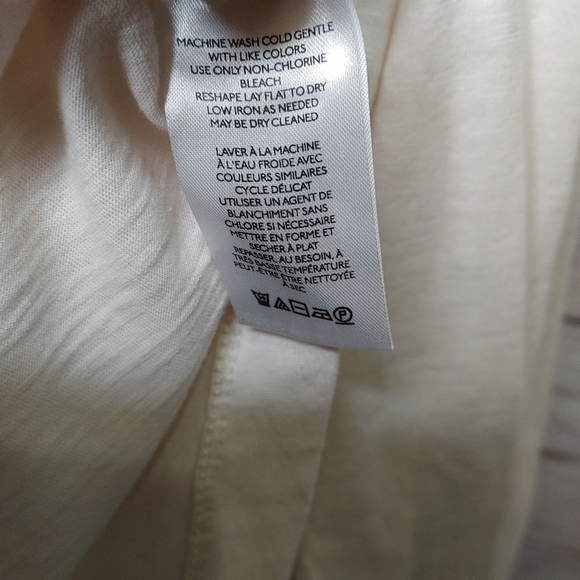 MACHINE WASH COLD GENTLE
WITH LIKE COLORS
USE ONLY NON-CHLORINE
BLEACH
RESHAPE LAY FLAT TO DRY
LOW IRON AS NEEDED
MAY BE DRY CLEANED
LAVER À LA MACHINE
À L'EAU FROIDE AVEC
COULEURS SIMILAIRES
CYCLE DÉLICAT
UTILISER UN AGENT DE
BLANCHIMENT SANS
CHLORE SI NÉCESSAIRE
METTRE EN FORME ET
SECHER À PLAT
REPASSER, AU BESOIN, À
TRÈS BASSE TEMPÉRATURE
PEUT-ÊTRE ÊTRE NETTOYÉE
À SEC
P